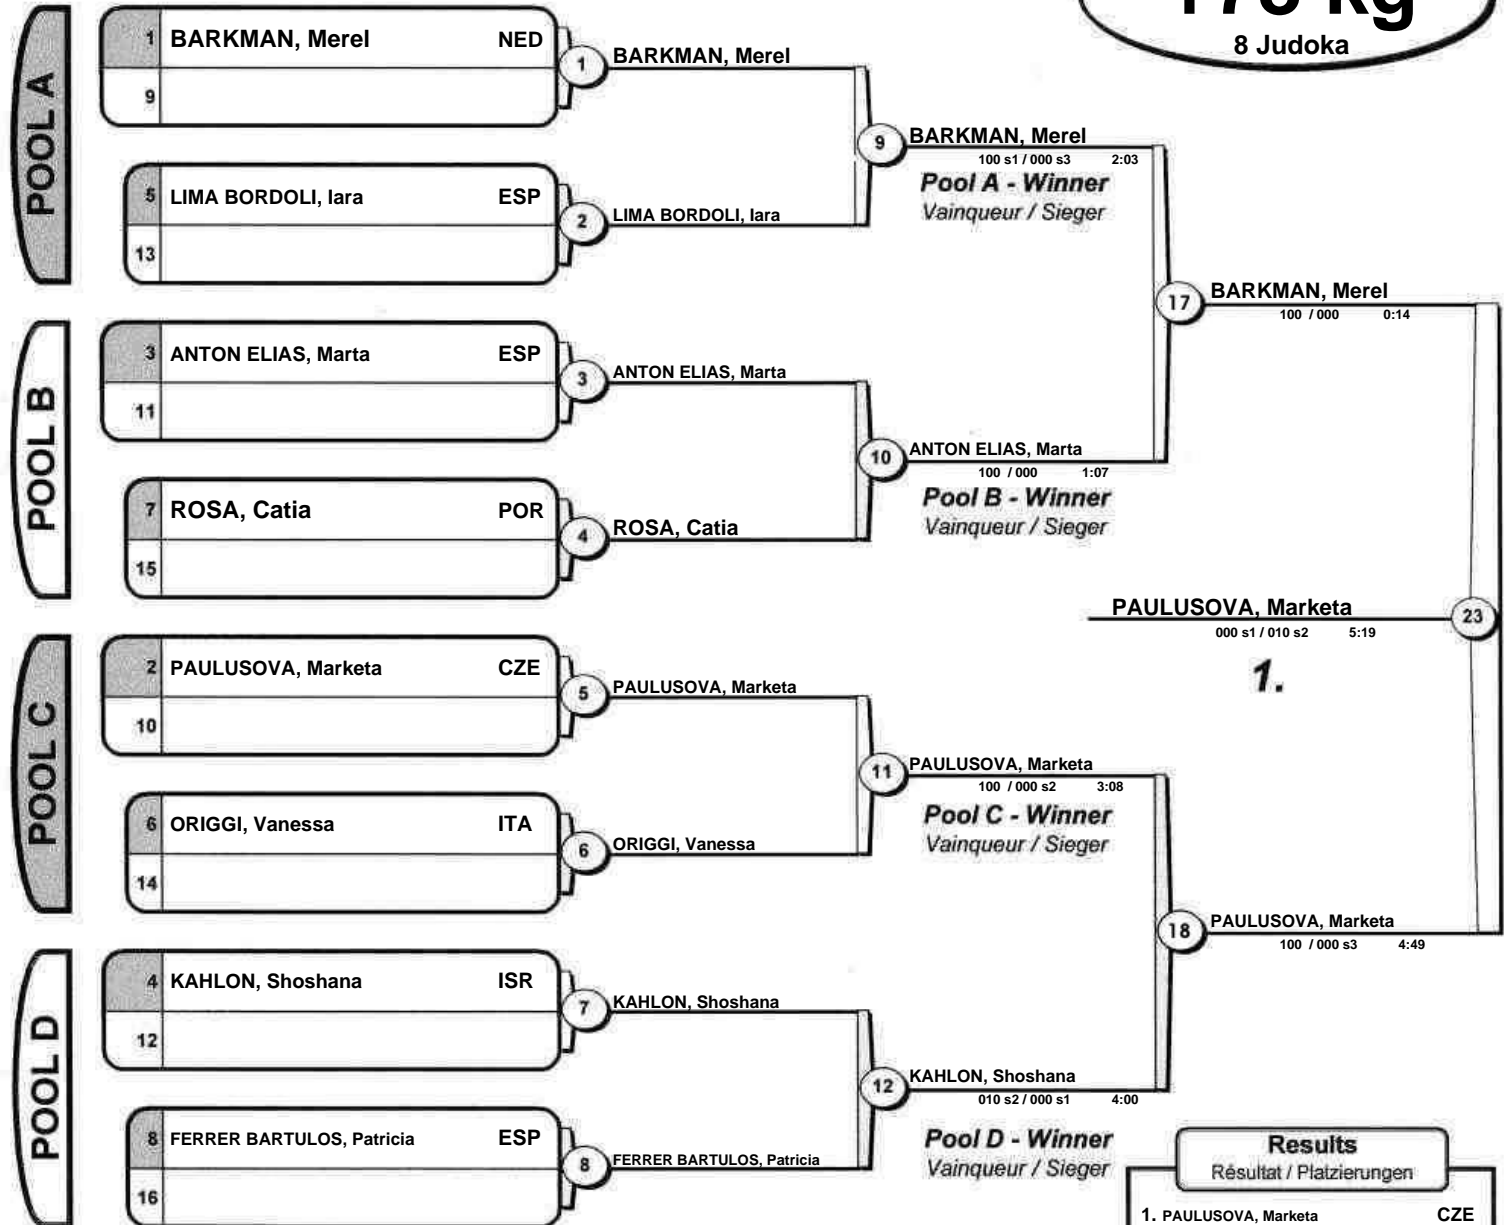 8 Judoka
POOL A
1 BARKMAN, Merel NED
9
1
BARKMAN, Merel
5 LIMA BORDOLI, Iara ESP
13
2
LIMA BORDOLI, Iara
9
BARKMAN, Merel
100 s1 / 000 s3 2:03
Pool A - Winner
Vainqueur / Sieger
POOL B
3 ANTON ELIAS, Marta ESP
11
3
ANTON ELIAS, Marta
7 ROSA, Catia POR
15
4
ROSA, Catia
10
ANTON ELIAS, Marta
100 / 000 1:07
Pool B - Winner
Vainqueur / Sieger
17
BARKMAN, Merel
100 / 000 0:14
PAULUSOVA, Marketa
000 s1 / 010 s2 5:19
23
1.
POOL C
2 PAULUSOVA, Marketa CZE
10
5
PAULUSOVA, Marketa
6 ORIGGI, Vanessa ITA
14
6
ORIGGI, Vanessa
11
PAULUSOVA, Marketa
100 / 000 s2 3:08
Pool C - Winner
Vainqueur / Sieger
18
PAULUSOVA, Marketa
100 / 000 s3 4:49
POOL D
4 KAHLON, Shoshana ISR
12
7
KAHLON, Shoshana
8 FERRER BARTULOS, Patricia ESP
16
8
FERRER BARTULOS, Patricia
12
KAHLON, Shoshana
010 s2 / 000 s1 4:00
Pool D - Winner
Vainqueur / Sieger
Results
Résultat / Platzierungen
1. PAULUSOVA, Marketa CZE